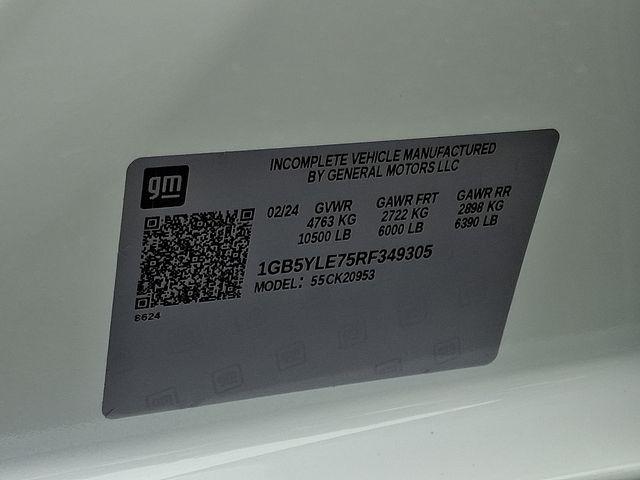 INCOMPLETE VEHICLE MANUFACTURED
BY GENERAL MOTORS LLC
gm
02/24 GVWR GAWR FRT GAWR RR
4763 KG 2722 KG 2898 KG
10500 LB 6000 LB 6390 LB
1GB5YLE75RF349305
MODEL: 55CK20953
8624